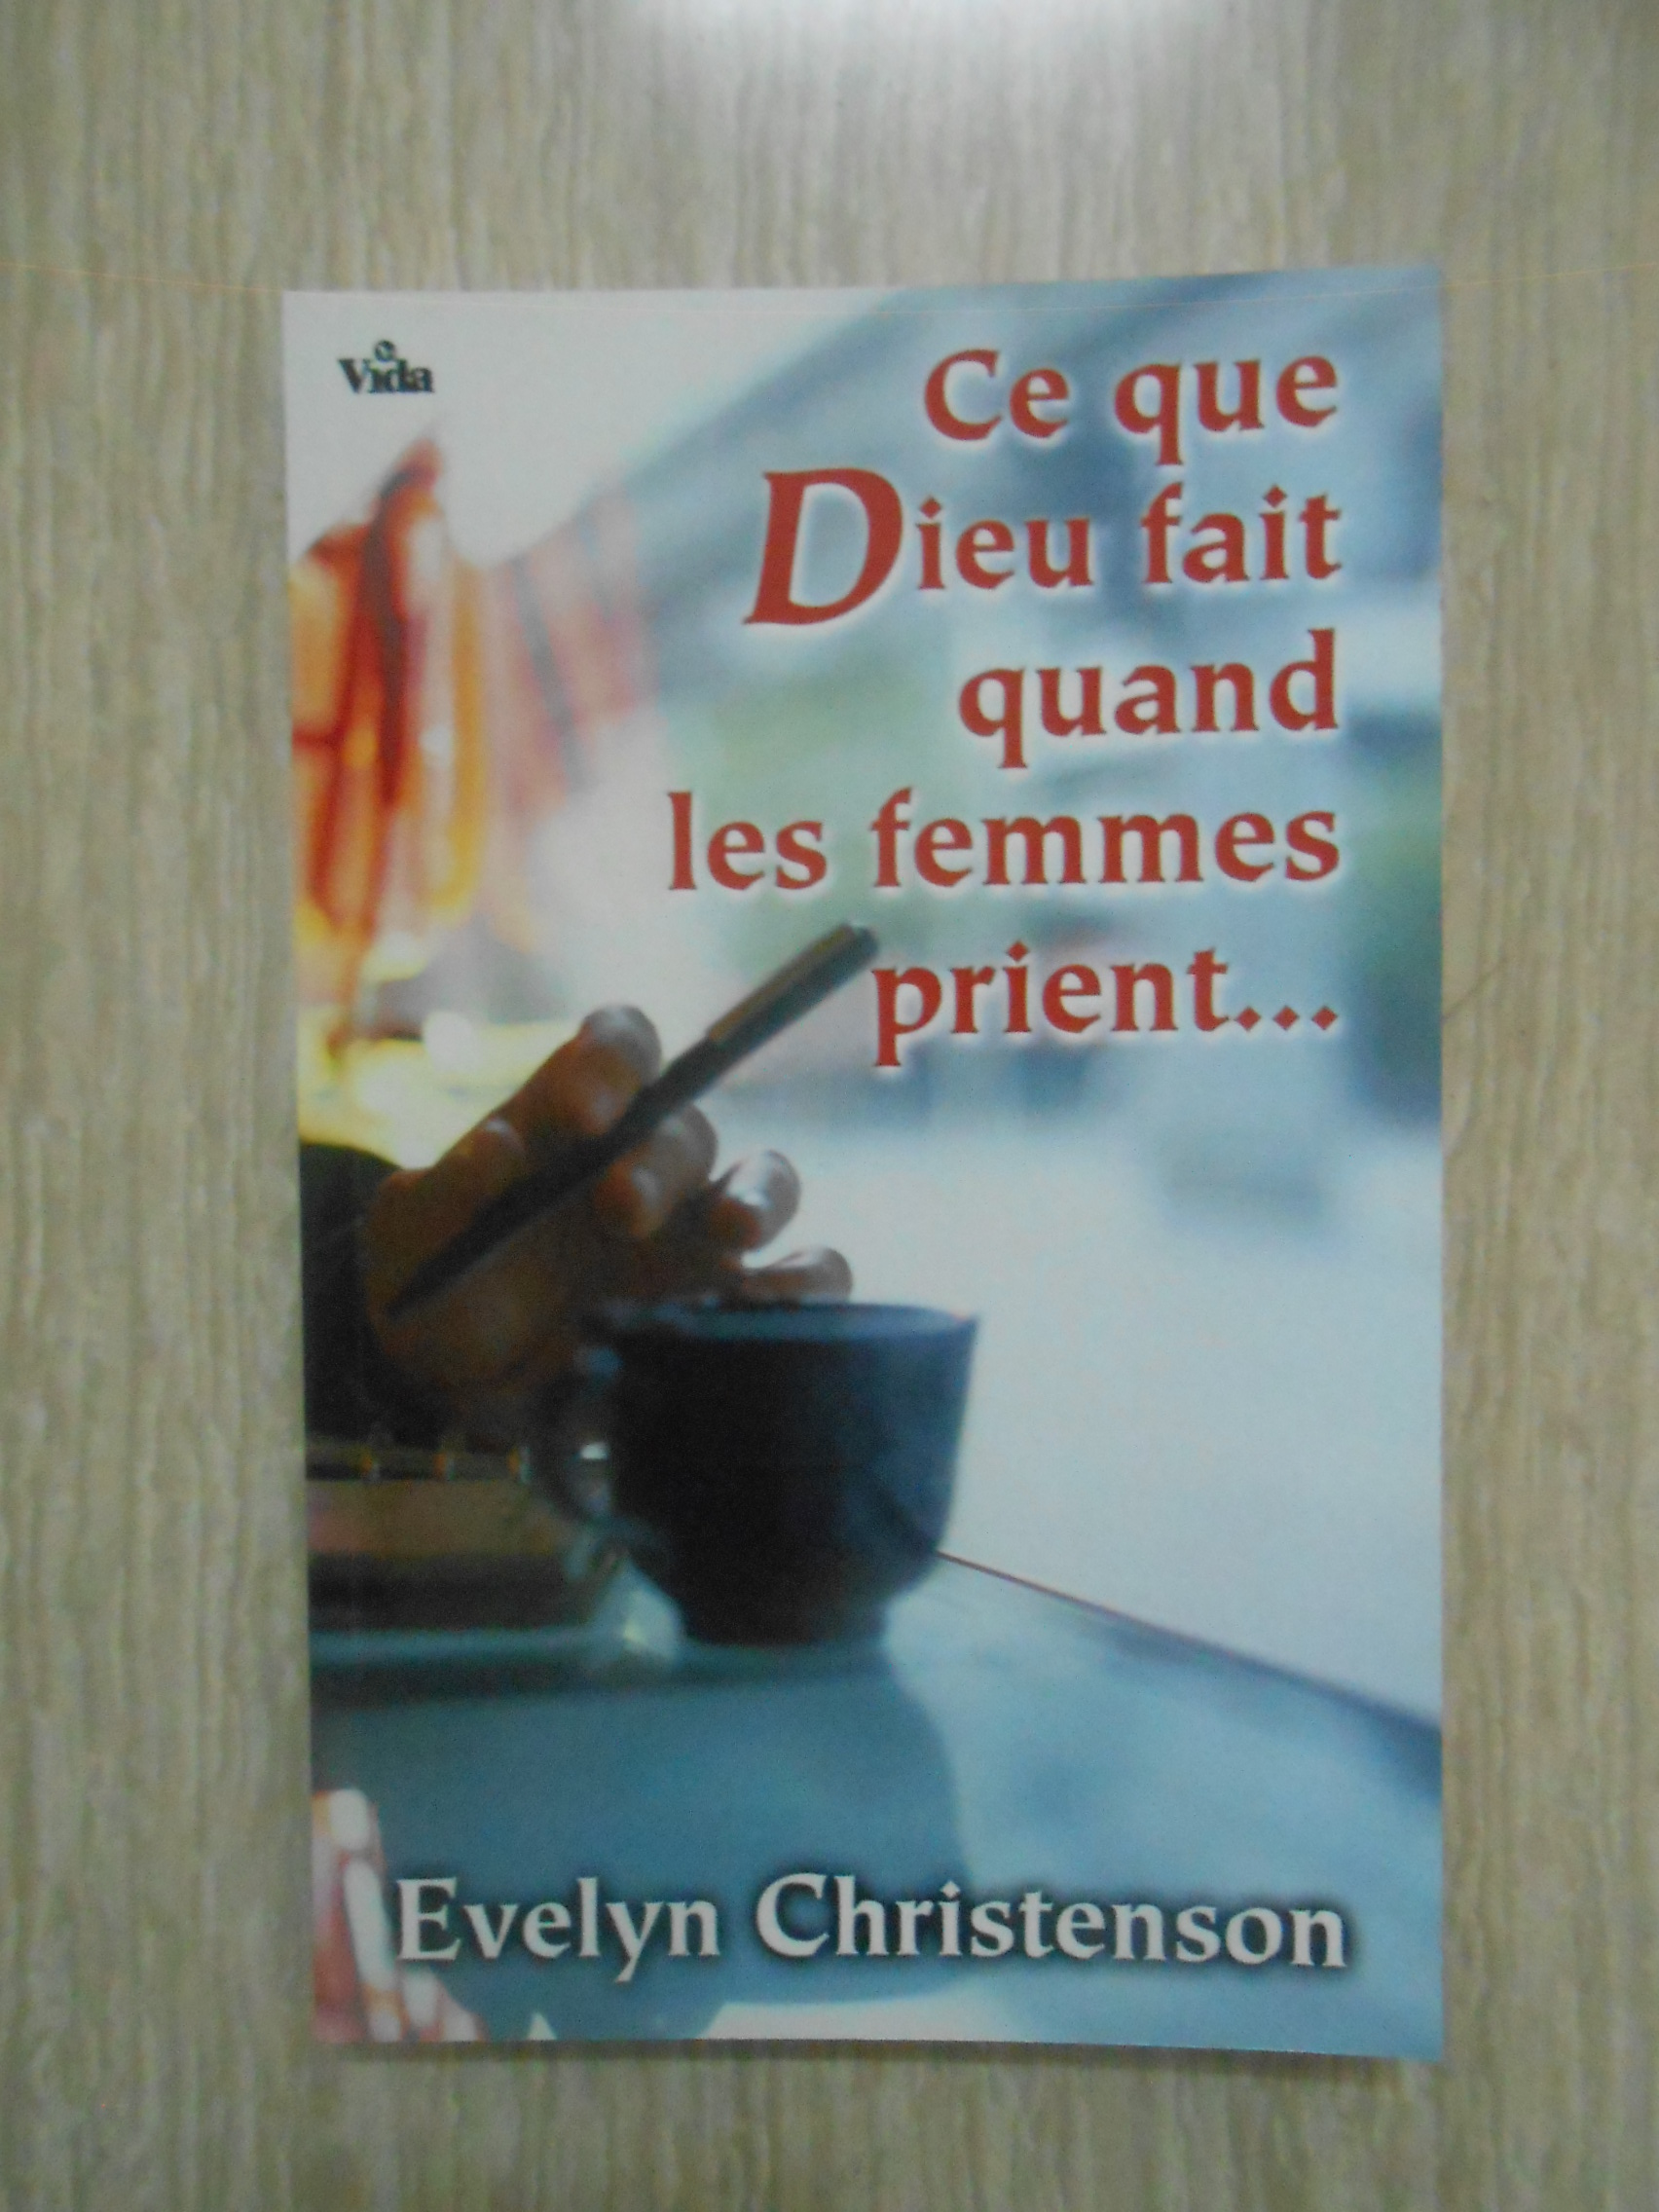 Vida
Ce que
Dieu fait
quand
les femmes
prient...
Evelyn Christenson